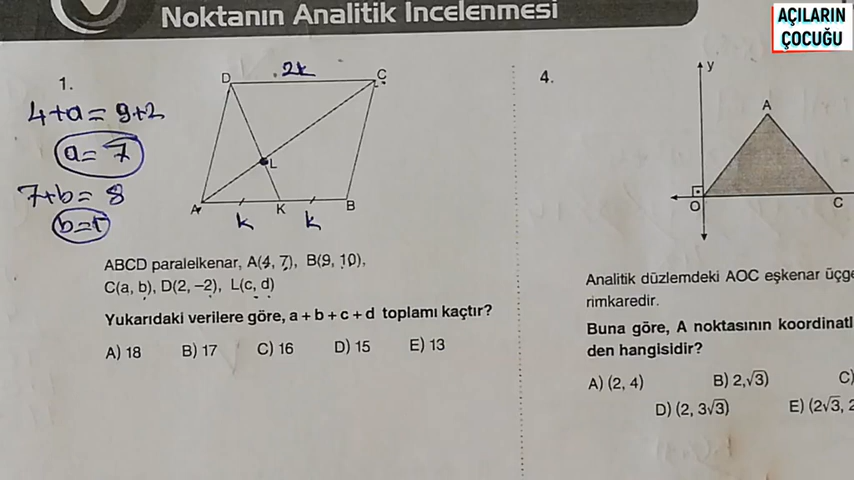 Noktanın Analitik İncelenmesi
AÇILARIN
ÇOCUĞU
1.
4+a=9+2
a=7
7+b=8
D
2k
C
L
A
K
B
k
k
ABCD paralelkenar, A(4, 7), B(9, 10),
C(a, b), D(2, –2), L(c, d)
Yukarıdaki verilere göre, a + b + c + d toplamı kaçtır?
A) 18 B) 17 C) 16 D) 15 E) 13
4.
y
A
O
C
Analitik düzlemdeki AOC eşkenar üçge
rimkaredir.
Buna göre, A noktasının koordinatl
den hangisidir?
A) (2, 4) B) 2,√3) C)
D) (2, 3√3) E) (2√3, 2